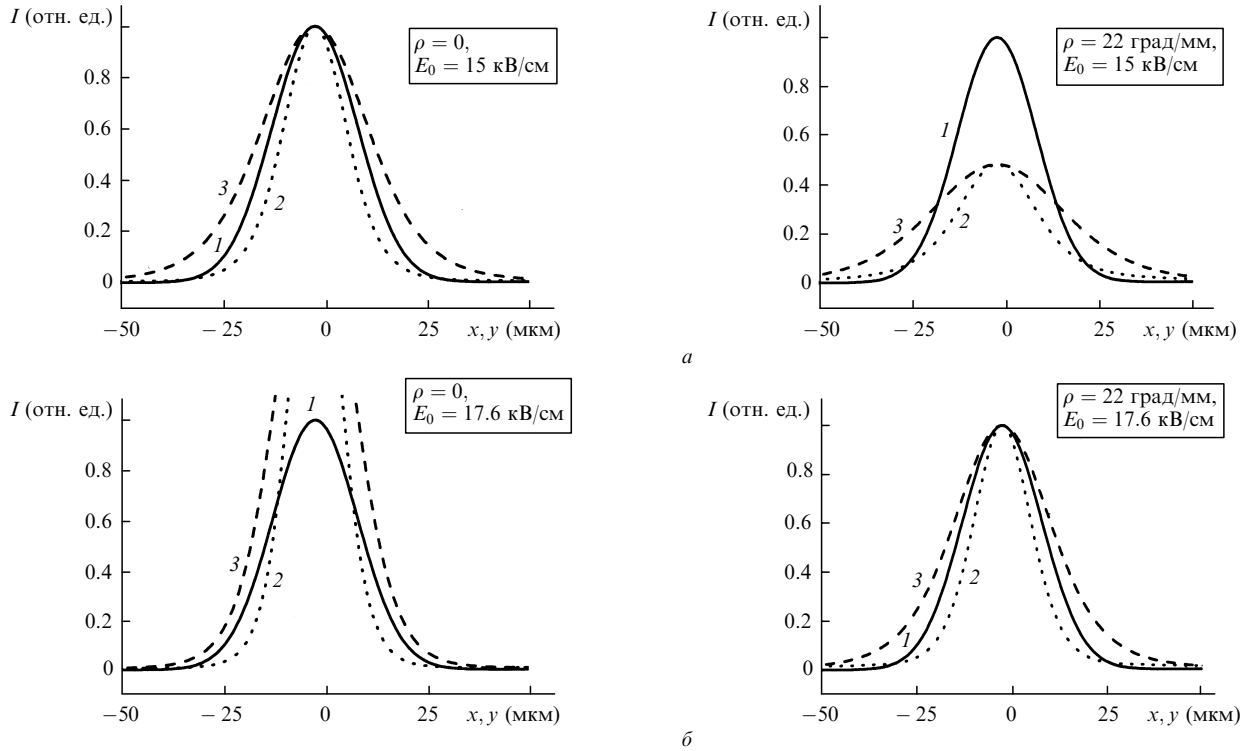 I (отн. ед.)
ρ = 0,
E₀ = 15 кВ/см
0.8
0.6
0.4
0.2
0
3
2
1
−50
−25
0
25
x, y (мкм)
I (отн. ед.)
ρ = 22 град/мм,
E₀ = 15 кВ/см
0.8
0.6
0.4
0.2
0
1
3
2
−50
−25
0
25
x, y (мкм)
а
I (отн. ед.)
ρ = 0,
E₀ = 17.6 кВ/см
0.8
0.6
0.4
0.2
0
1
3
2
−50
−25
0
25
x, y (мкм)
I (отн. ед.)
ρ = 22 град/мм,
E₀ = 17.6 кВ/см
0.8
0.6
0.4
0.2
0
3
2
1
−50
−25
0
25
x, y (мкм)
б